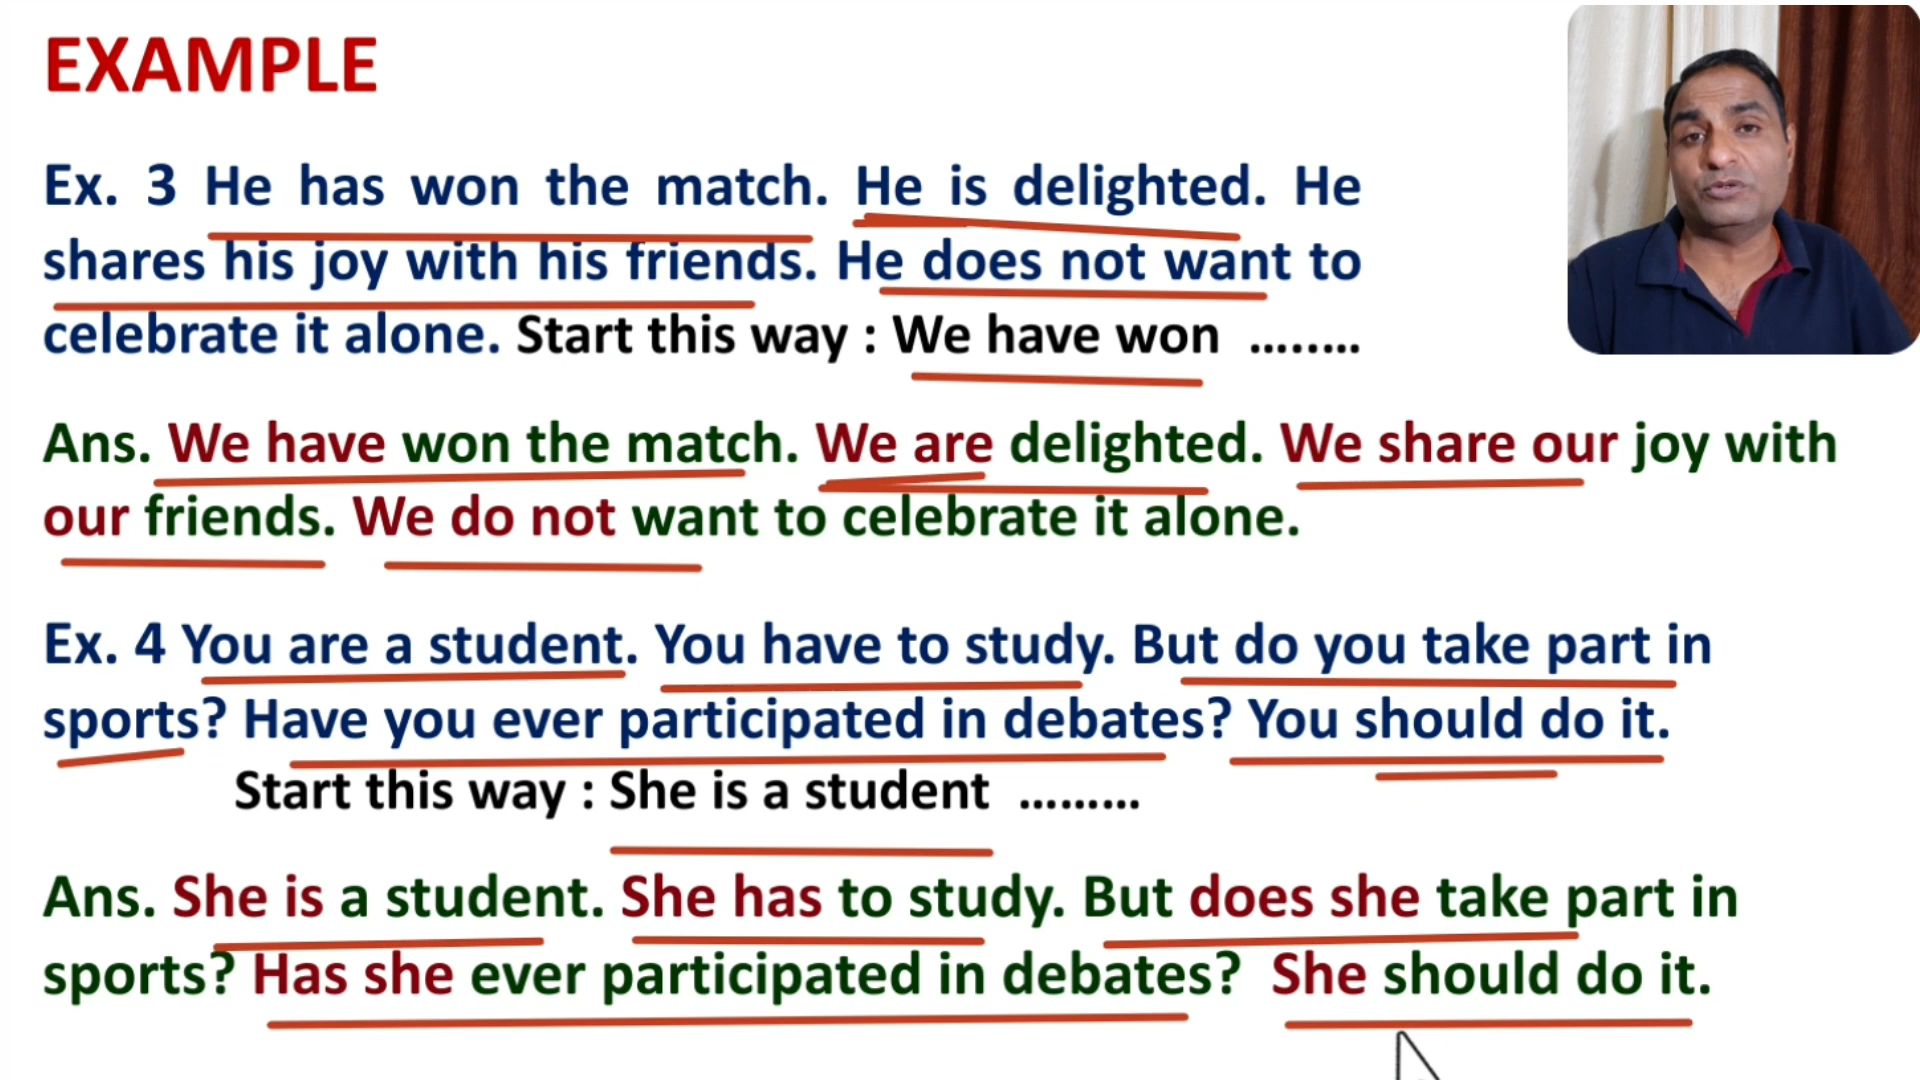 EXAMPLE
Ex. 3 He has won the match. He is delighted. He
shares his joy with his friends. He does not want to
celebrate it alone. Start this way : We have won ……..
Ans. We have won the match. We are delighted. We share our joy with
our friends. We do not want to celebrate it alone.
Ex. 4 You are a student. You have to study. But do you take part in
sports? Have you ever participated in debates? You should do it.
Start this way : She is a student ………
Ans. She is a student. She has to study. But does she take part in
sports? Has she ever participated in debates? She should do it.